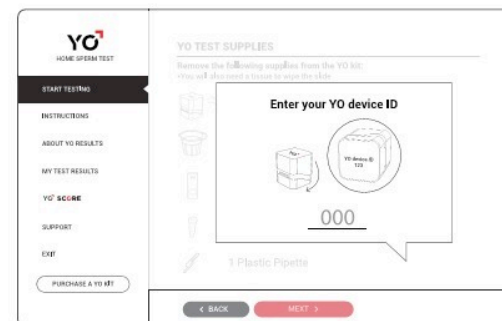 YO
HOME SPERM TEST
START TESTING
INSTRUCTIONS
ABOUT YO RESULTS
MY TEST RESULTS
YO SCORE
SUPPORT
EXIT
PURCHASE A YO KIT
YO TEST SUPPLIES
Remove the following supplies from the YO kit:
•You will also need a tissue to wipe the slide
Enter your YO device ID
YO
YO device ID
123
000
1 Plastic Pipette
< BACK
NEXT >